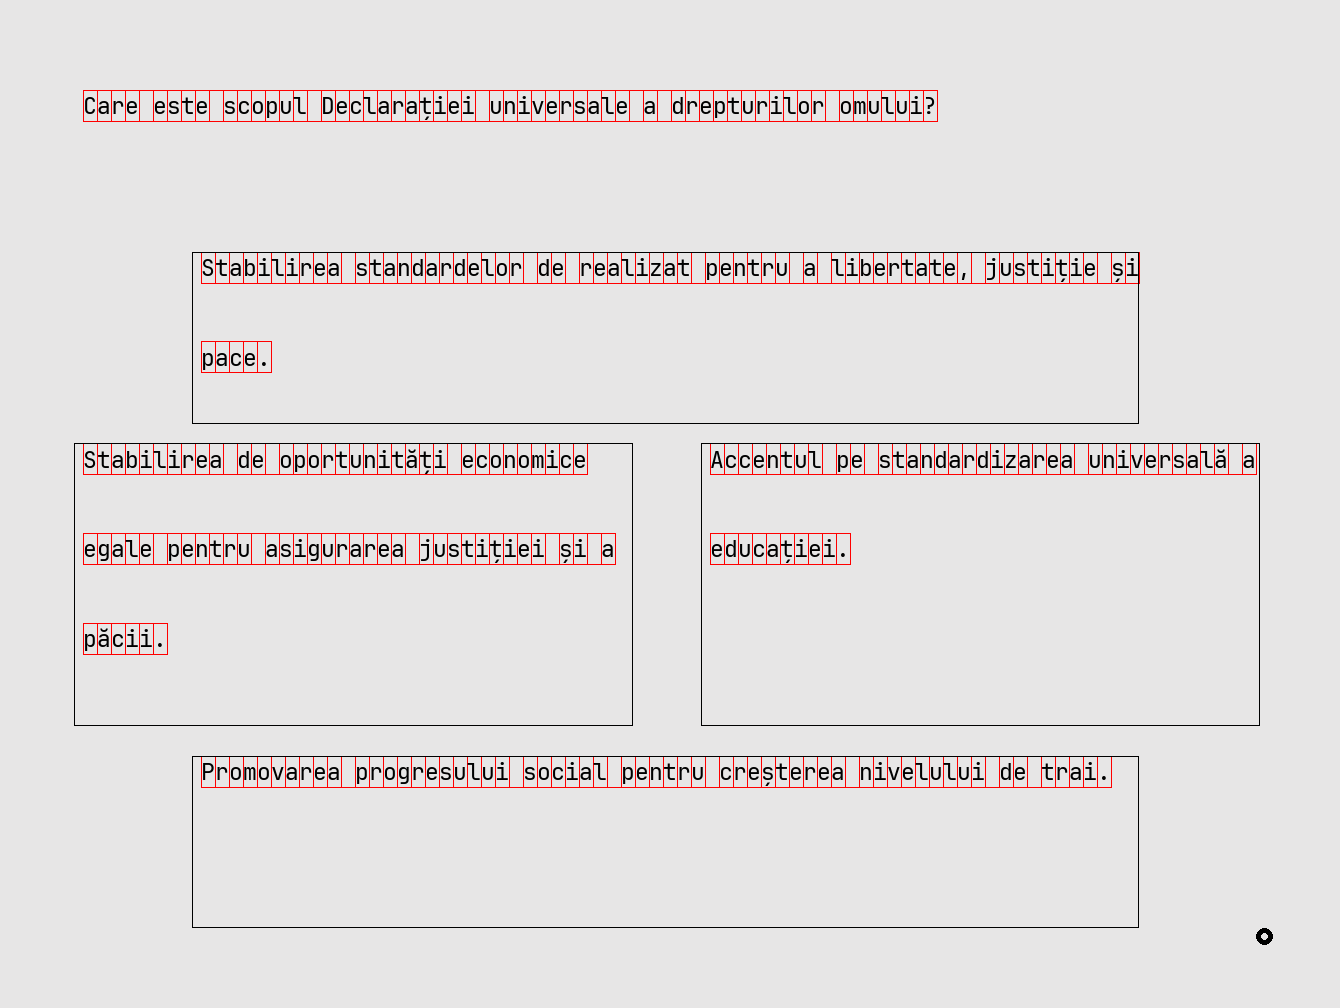 Care este scopul Declarației universale a drepturilor omului?
Stabilirea standardelor de realizat pentru a libertate, justiție și
pace.
Stabilirea de oportunități economice
egale pentru asigurarea justiției și a
păcii.
Accentul pe standardizarea universală a
educației.
Promovarea progresului social pentru creșterea nivelului de trai.